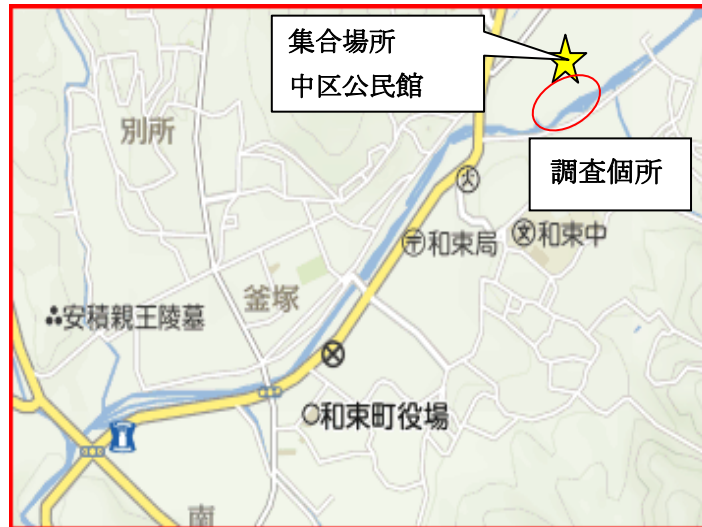 集合場所
中区公民館
別所
調査個所
和束局
和束中
釜塚
安積親王陵墓
和束町役場
南